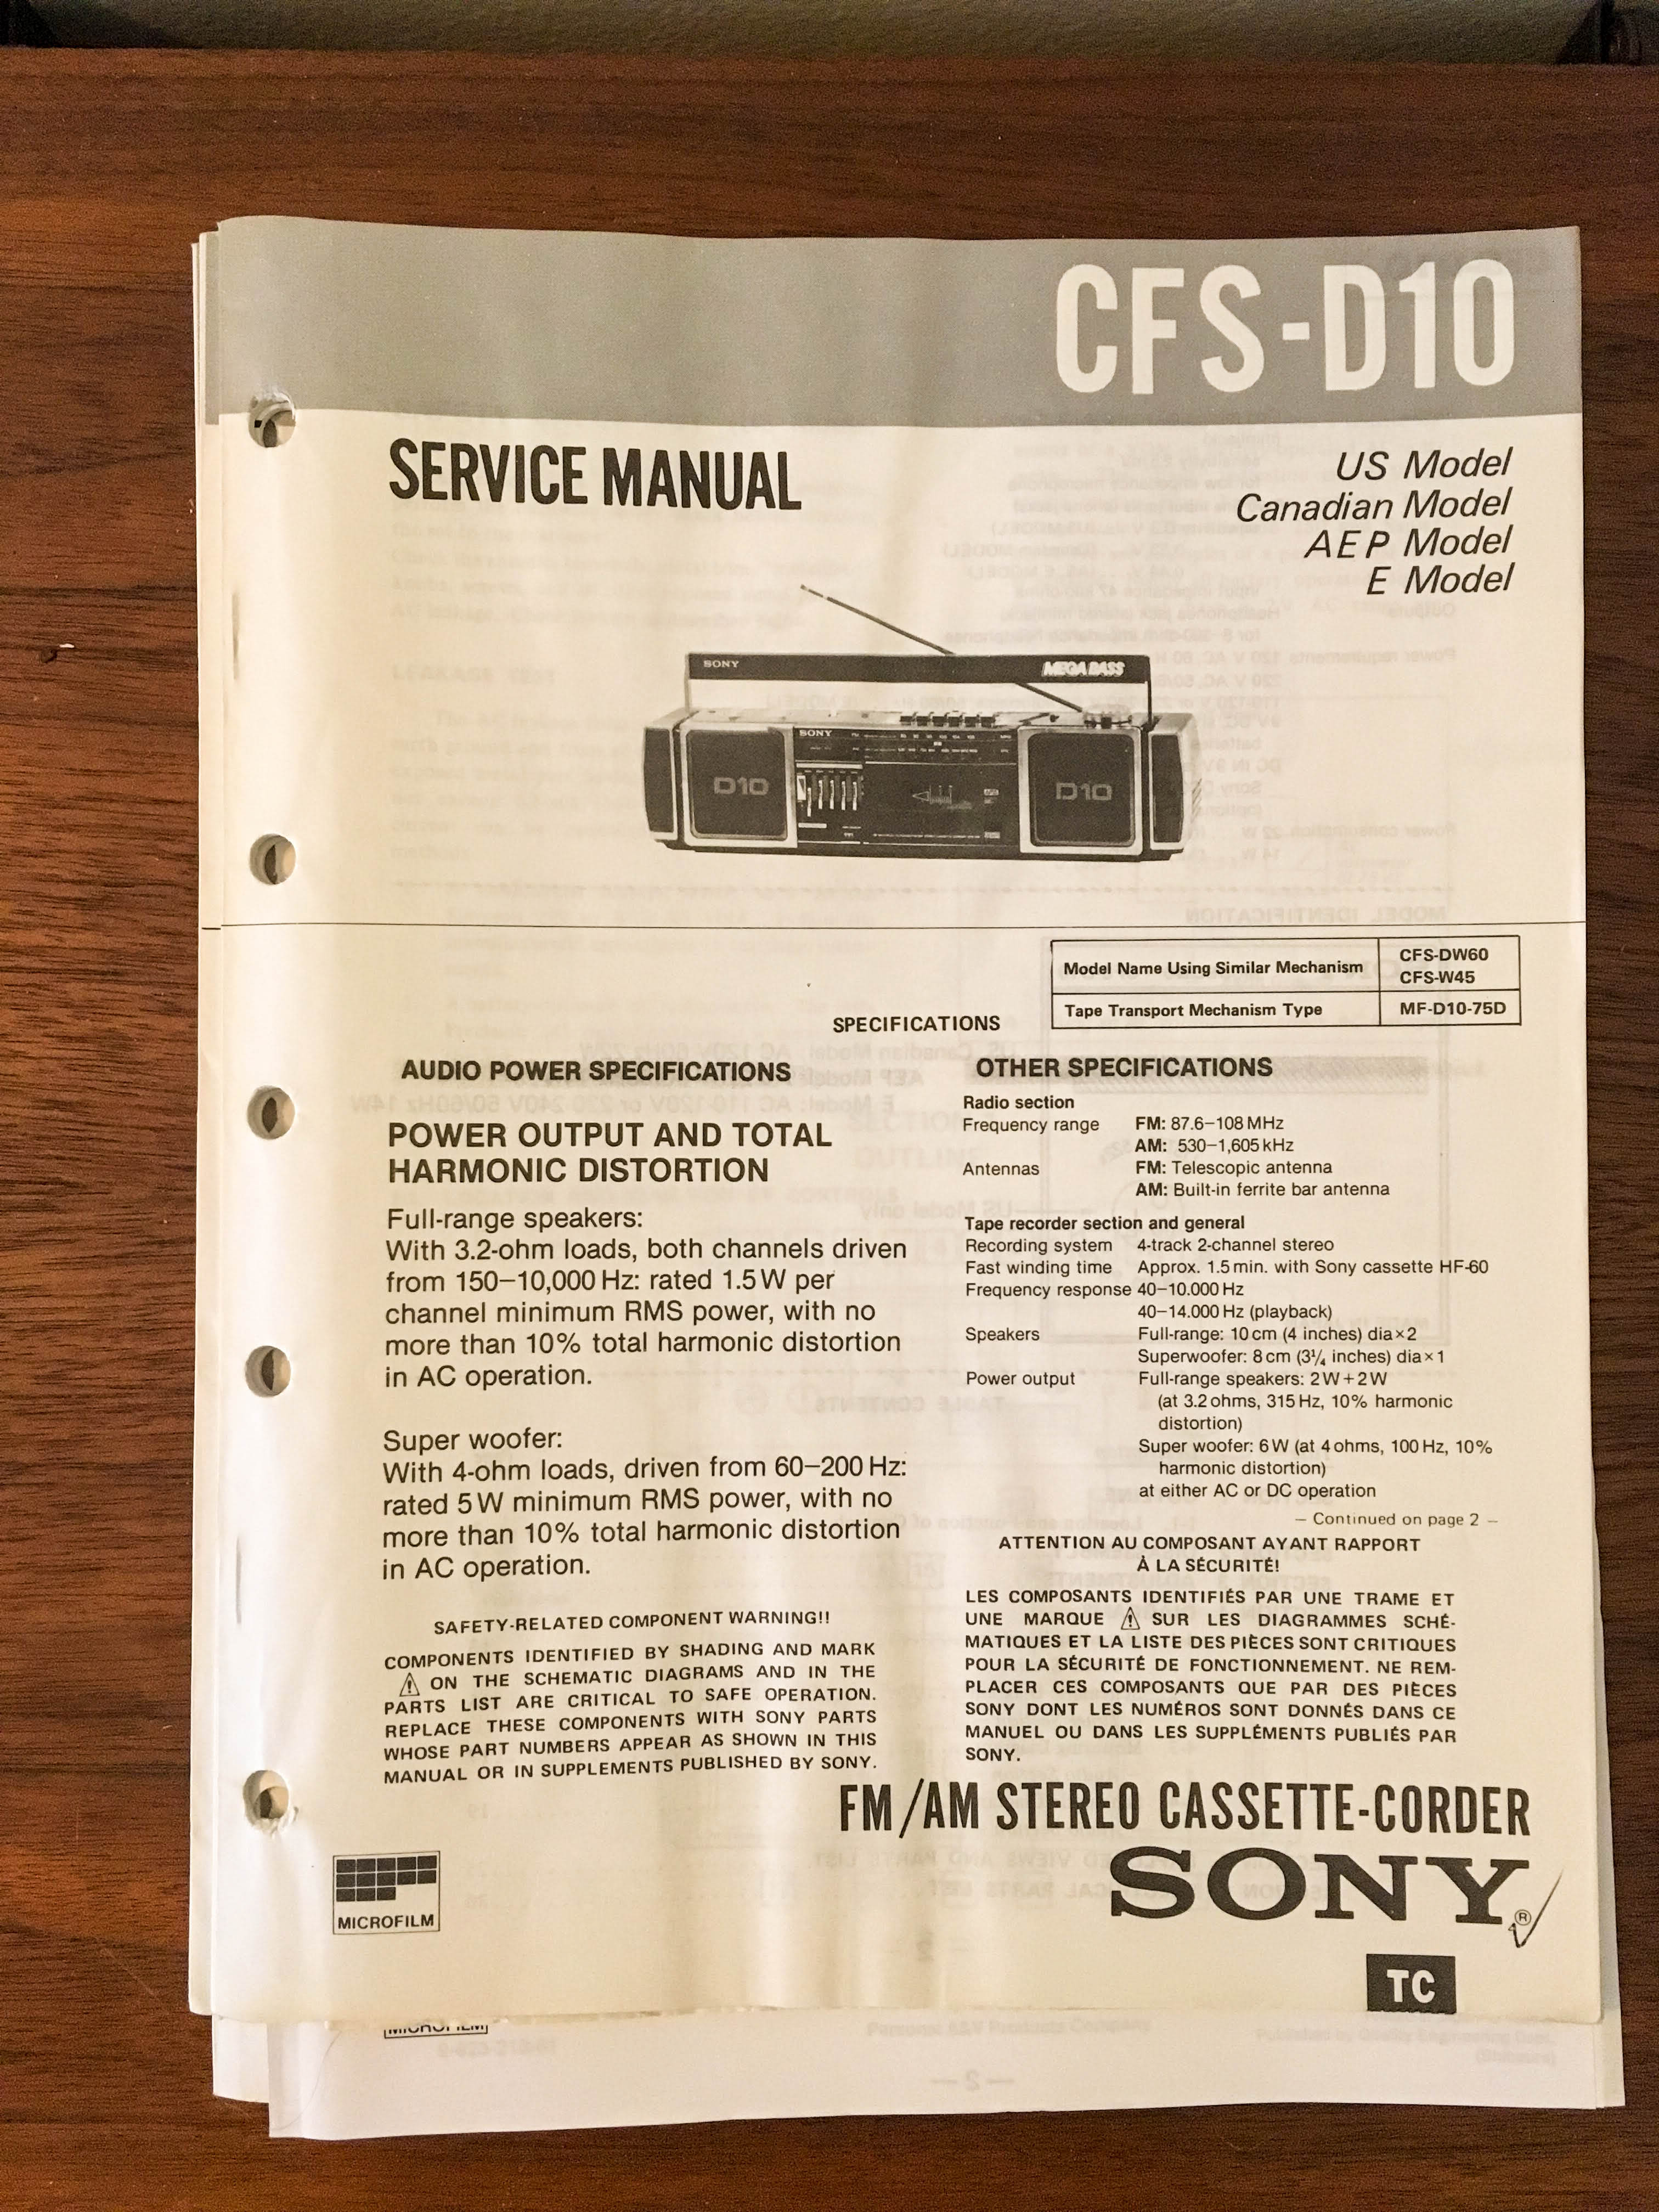 CFS-D10
SERVICE MANUAL
US Model
Canadian Model
AEP Model
E Model
SONY
MEGA BASS
SONY
D10
D10
Model Name Using Similar Mechanism
CFS-DW60
CFS-W45
Tape Transport Mechanism Type
MF-D10-75D
SPECIFICATIONS
AUDIO POWER SPECIFICATIONS
POWER OUTPUT AND TOTAL
HARMONIC DISTORTION
Full-range speakers:
With 3.2-ohm loads, both channels driven
from 150–10,000 Hz: rated 1.5 W per
channel minimum RMS power, with no
more than 10% total harmonic distortion
in AC operation.
Super woofer:
With 4-ohm loads, driven from 60–200 Hz:
rated 5 W minimum RMS power, with no
more than 10% total harmonic distortion
in AC operation.
SAFETY-RELATED COMPONENT WARNING!!
COMPONENTS IDENTIFIED BY SHADING AND MARK
⚠ ON THE SCHEMATIC DIAGRAMS AND IN THE
PARTS LIST ARE CRITICAL TO SAFE OPERATION.
REPLACE THESE COMPONENTS WITH SONY PARTS
WHOSE PART NUMBERS APPEAR AS SHOWN IN THIS
MANUAL OR IN SUPPLEMENTS PUBLISHED BY SONY.
OTHER SPECIFICATIONS
Radio section
Frequency range FM: 87.6–108 MHz
AM: 530–1,605 kHz
Antennas FM: Telescopic antenna
AM: Built-in ferrite bar antenna
Tape recorder section and general
Recording system 4-track 2-channel stereo
Fast winding time Approx. 1.5 min. with Sony cassette HF-60
Frequency response 40–10.000 Hz
40–14.000 Hz (playback)
Speakers Full-range: 10 cm (4 inches) dia×2
Superwoofer: 8 cm (3¼ inches) dia×1
Power output Full-range speakers: 2 W + 2 W
(at 3.2 ohms, 315 Hz, 10% harmonic
distortion)
Super woofer: 6 W (at 4 ohms, 100 Hz, 10%
harmonic distortion)
at either AC or DC operation
– Continued on page 2 –
ATTENTION AU COMPOSANT AYANT RAPPORT
À LA SÉCURITÉ!
LES COMPOSANTS IDENTIFIÉS PAR UNE TRAME ET
UNE MARQUE ⚠ SUR LES DIAGRAMMES SCHÉ-
MATIQUES ET LA LISTE DES PIÈCES SONT CRITIQUES
POUR LA SÉCURITÉ DE FONCTIONNEMENT. NE REM-
PLACER CES COMPOSANTS QUE PAR DES PIÈCES
SONY DONT LES NUMÉROS SONT DONNÉS DANS CE
MANUEL OU DANS LES SUPPLÉMENTS PUBLIÉS PAR
SONY.
FM/AM STEREO CASSETTE-CORDER
SONY®
MICROFILM
TC
MICROFILM